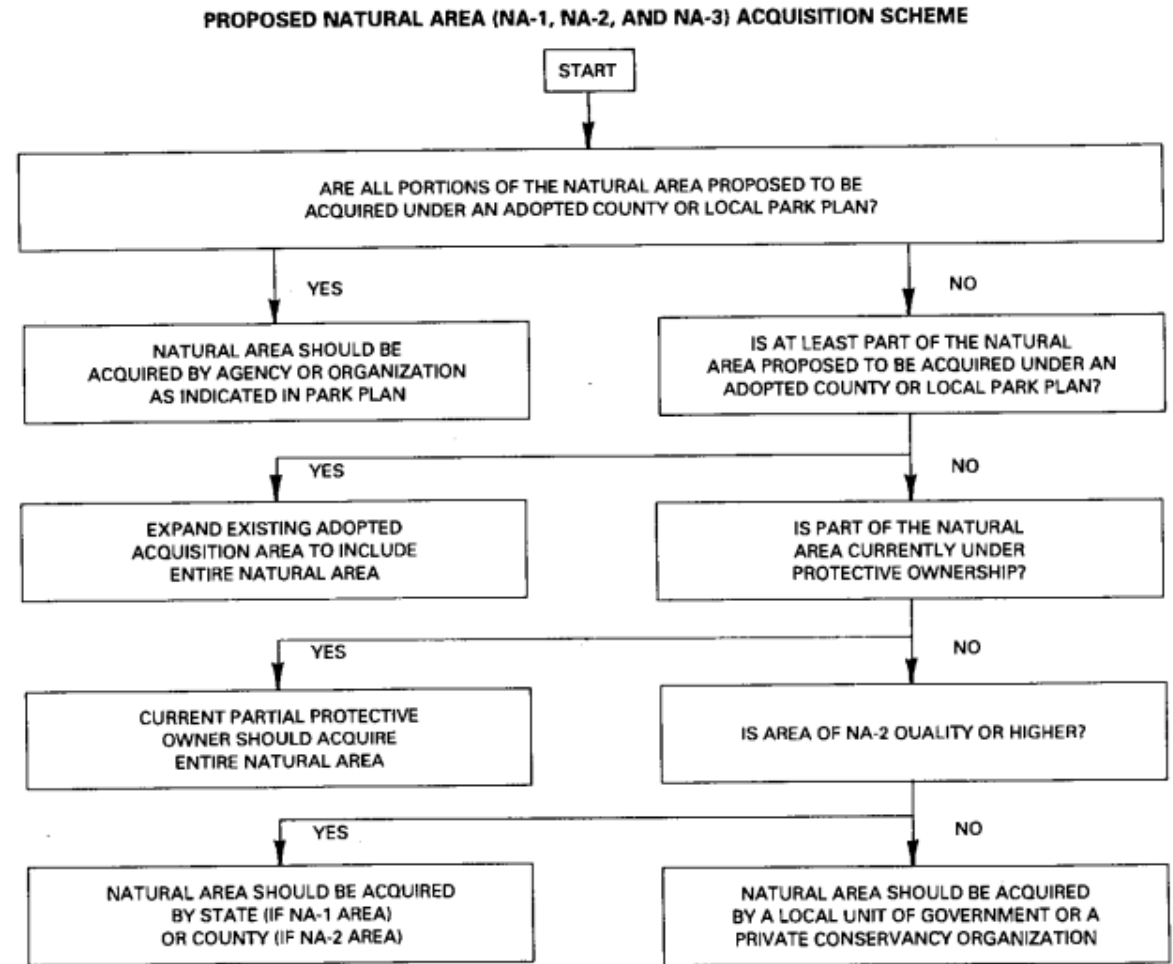 PROPOSED NATURAL AREA (NA-1, NA-2, AND NA-3) ACQUISITION SCHEME
START
ARE ALL PORTIONS OF THE NATURAL AREA PROPOSED TO BE
ACQUIRED UNDER AN ADOPTED COUNTY OR LOCAL PARK PLAN?
YES
NO
NATURAL AREA SHOULD BE
ACQUIRED BY AGENCY OR ORGANIZATION
AS INDICATED IN PARK PLAN
IS AT LEAST PART OF THE NATURAL
AREA PROPOSED TO BE ACQUIRED UNDER AN
ADOPTED COUNTY OR LOCAL PARK PLAN?
YES
NO
EXPAND EXISTING ADOPTED
ACQUISITION AREA TO INCLUDE
ENTIRE NATURAL AREA
IS PART OF THE NATURAL
AREA CURRENTLY UNDER
PROTECTIVE OWNERSHIP?
YES
NO
CURRENT PARTIAL PROTECTIVE
OWNER SHOULD ACQUIRE
ENTIRE NATURAL AREA
IS AREA OF NA-2 QUALITY OR HIGHER?
YES
NO
NATURAL AREA SHOULD BE ACQUIRED
BY STATE (IF NA-1 AREA)
OR COUNTY (IF NA-2 AREA)
NATURAL AREA SHOULD BE ACQUIRED
BY A LOCAL UNIT OF GOVERNMENT OR A
PRIVATE CONSERVANCY ORGANIZATION